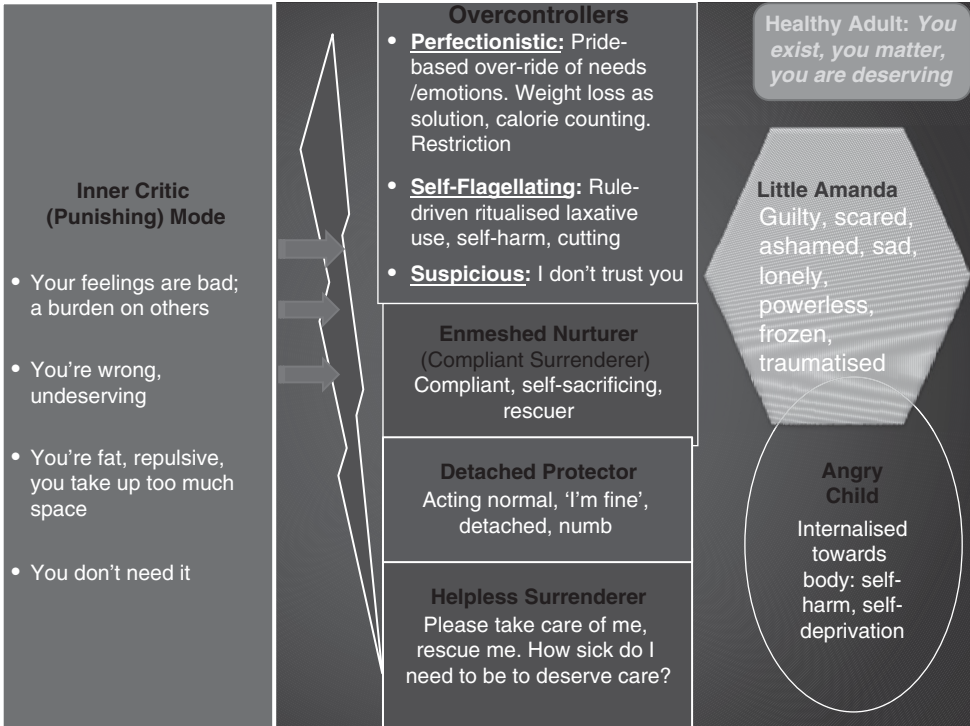 Inner Critic
(Punishing) Mode
• Your feelings are bad;
a burden on others
• You're wrong,
undeserving
• You're fat, repulsive,
you take up too much
space
• You don't need it
Overcontrollers
• Perfectionistic: Pride-
based over-ride of needs
/emotions. Weight loss as
solution, calorie counting.
Restriction
• Self-Flagellating: Rule-
driven ritualised laxative
use, self-harm, cutting
• Suspicious: I don't trust you
Enmeshed Nurturer
(Compliant Surrenderer)
Compliant, self-sacrificing,
rescuer
Detached Protector
Acting normal, 'I'm fine',
detached, numb
Helpless Surrenderer
Please take care of me,
rescue me. How sick do I
need to be to deserve care?
Healthy Adult: You
exist, you matter,
you are deserving
Little Amanda
Guilty, scared,
ashamed, sad,
lonely,
powerless,
frozen,
traumatised
Angry
Child
Internalised
towards
body: self-
harm, self-
deprivation